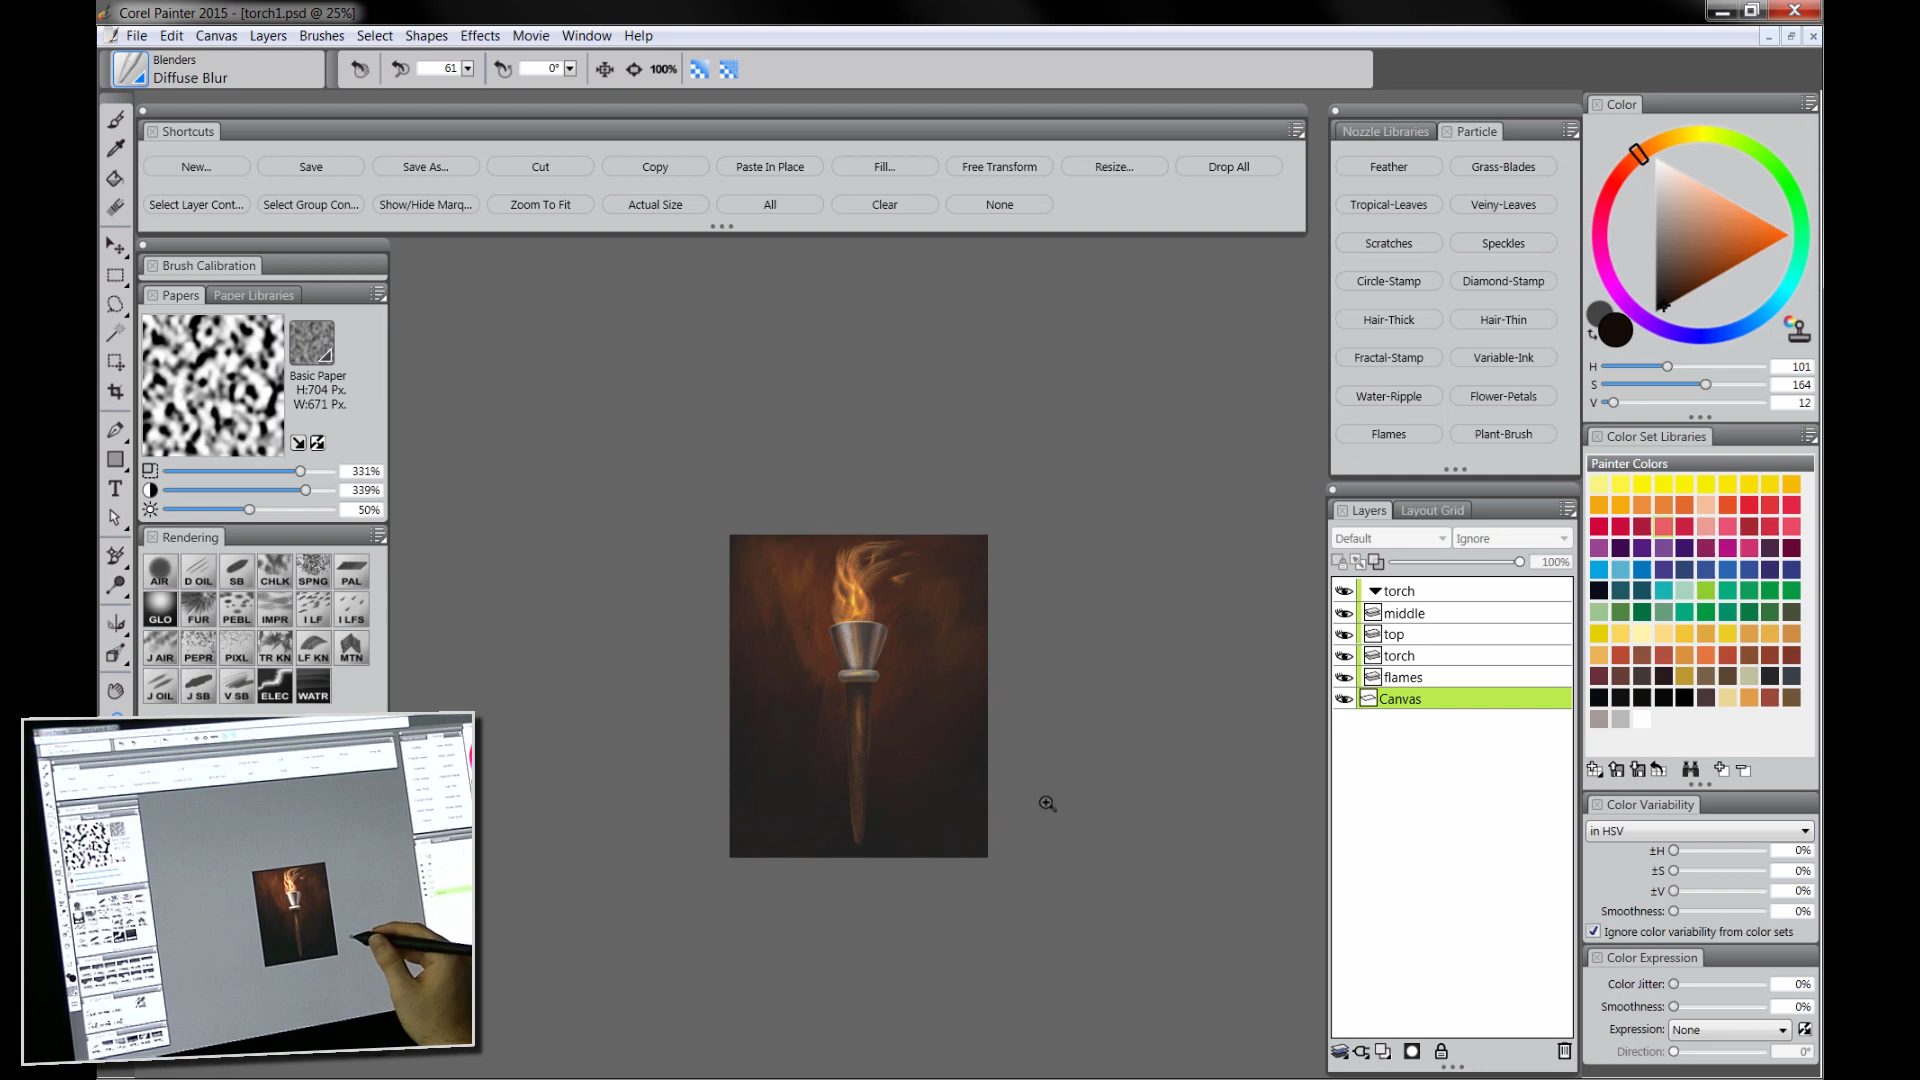 Corel Painter 2015 - [torch1.psd @ 25%]
File Edit Canvas Layers Brushes Select Shapes Effects Movie Window Help
Blenders
Diffuse Blur
61 0° 100%
Shortcuts
New... Save Save As... Cut Copy Paste In Place Fill... Free Transform Resize... Drop All
Select Layer Cont... Select Group Con... Show/Hide Marq... Zoom To Fit Actual Size All Clear None
Brush Calibration
Papers Paper Libraries
Basic Paper
H:704 Px.
W:671 Px.
331%
339%
50%
Rendering
AIR D OIL SB CHLK SPNG PAL
GLO FUR PEBL IMPR I LF I LFS
J AIR PEPR PIXL TR KN LF KN MTN
J OIL J SB V SB ELEC WATR
Nozzle Libraries Particle
Feather Grass-Blades
Tropical-Leaves Veiny-Leaves
Scratches Speckles
Circle-Stamp Diamond-Stamp
Hair-Thick Hair-Thin
Fractal-Stamp Variable-Ink
Water-Ripple Flower-Petals
Flames Plant-Brush
Layers Layout Grid
Default Ignore
100%
torch
middle
top
torch
flames
Canvas
Color
H 101
S 164
V 12
Color Set Libraries
Painter Colors
Color Variability
in HSV
±H 0%
±S 0%
±V 0%
Smoothness: 0%
Ignore color variability from color sets
Color Expression
Color Jitter: 0%
Smoothness: 0%
Expression: None
Direction: 0°